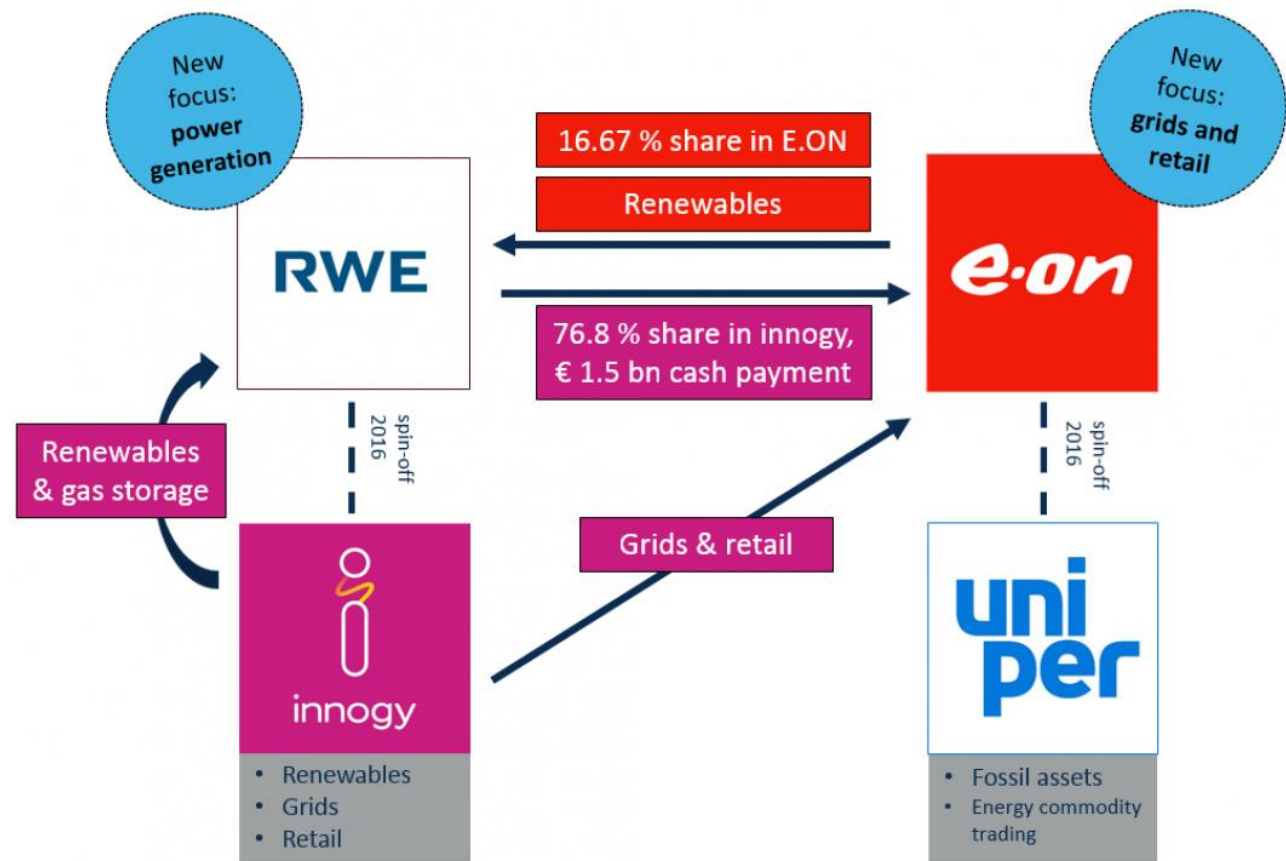 New
focus:
power
generation
New
focus:
grids and
retail
16.67 % share in E.ON
Renewables
RWE
e·on
76.8 % share in innogy,
€ 1.5 bn cash payment
spin-off
2016
spin-off
2016
Renewables
& gas storage
Grids & retail
innogy
uni
per
• Renewables
• Grids
• Retail
• Fossil assets
• Energy commodity
trading